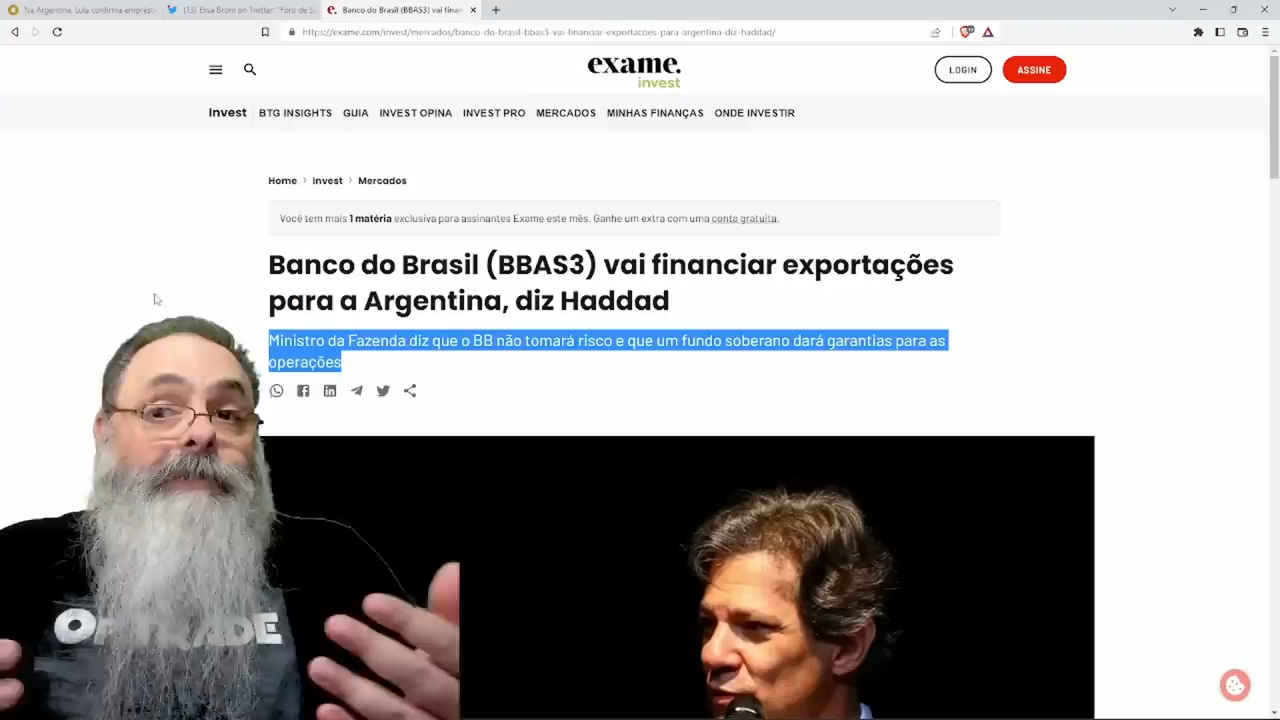 Na Argentina, Lula confirma emprésti
(13) Elisa Brom on Twitter: "Foro de S
Banco do Brasil (BBAS3) vai finan
https://exame.com/invest/mercados/banco-do-brasil-bbas3-vai-financiar-exportacoes-para-argentina-diz-haddad/
exame.
invest
LOGIN
ASSINE
Invest BTG INSIGHTS GUIA INVEST OPINA INVEST PRO MERCADOS MINHAS FINANÇAS ONDE INVESTIR
Home › Invest › Mercados
Você tem mais 1 matéria exclusiva para assinantes Exame este mês. Ganhe um extra com uma conta gratuita.
Banco do Brasil (BBAS3) vai financiar exportações
para a Argentina, diz Haddad
Ministro da Fazenda diz que o BB não tomará risco e que um fundo soberano dará garantias para as
operações